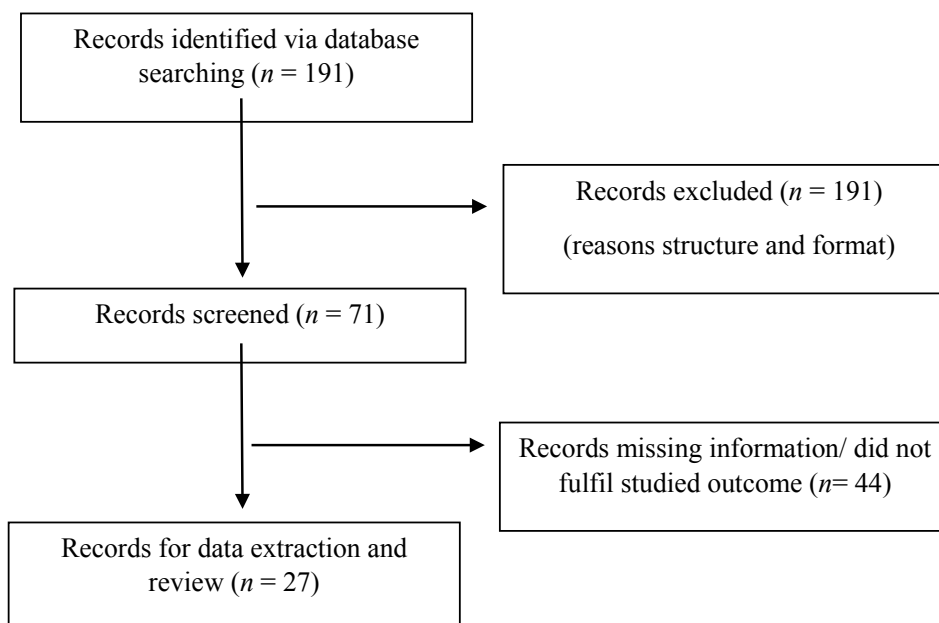 Records identified via database
searching (n = 191)
Records excluded (n = 191)
(reasons structure and format)
Records screened (n = 71)
Records missing information/ did not
fulfil studied outcome (n= 44)
Records for data extraction and
review (n = 27)